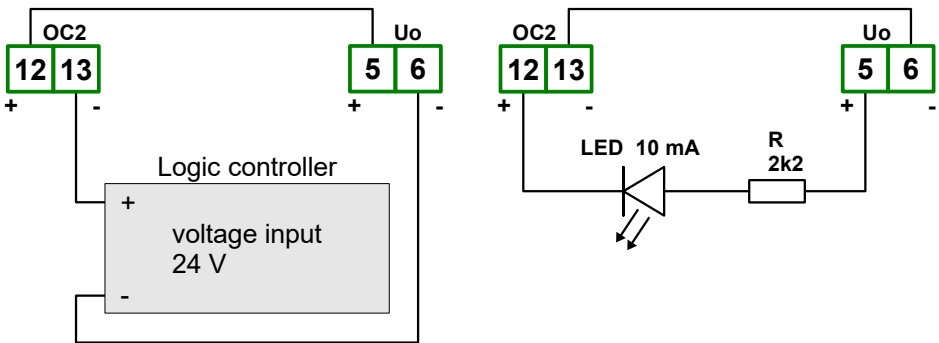 OC2
12 13
+ -
Uo
5 6
+ -
Logic controller
+
voltage input
24 V
-
OC2
12 13
+ -
Uo
5 6
+ -
LED 10 mA
R
2k2